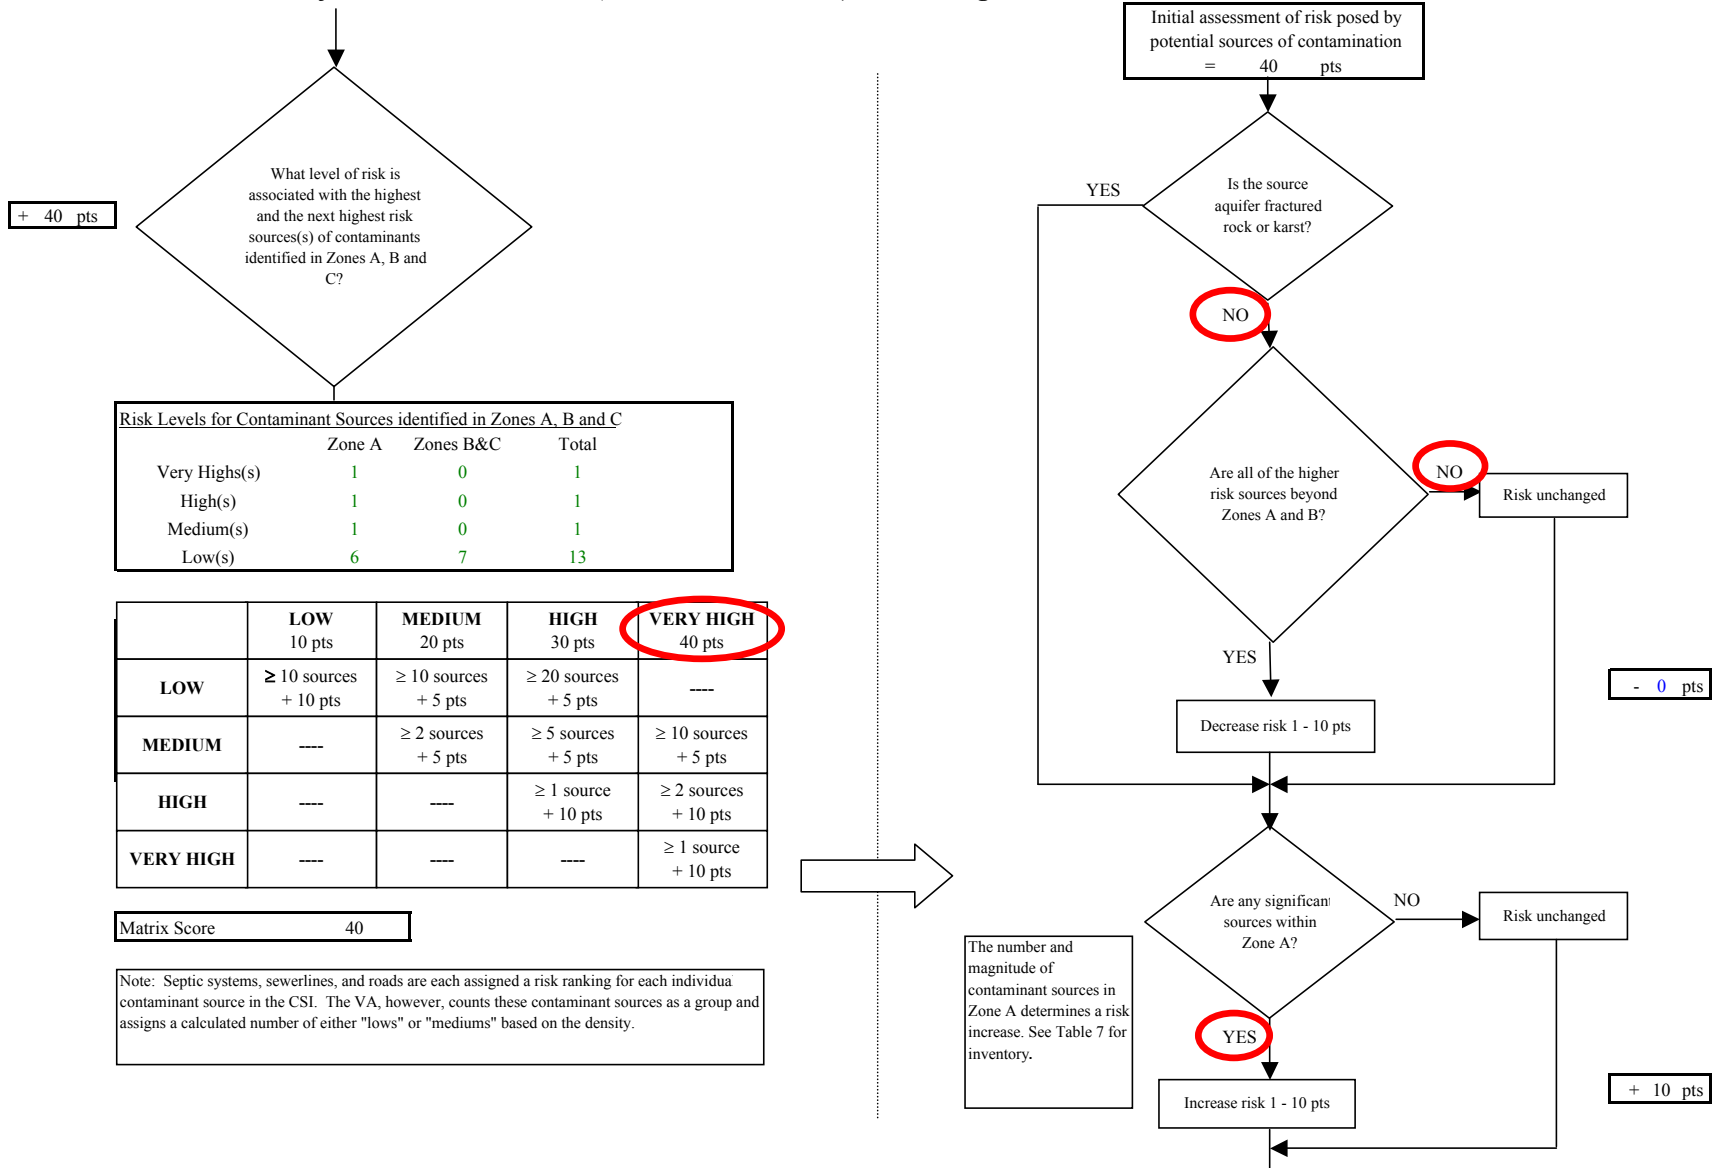 What level of risk is
associated with the highest
and the next highest risk
sources(s) of contaminants
identified in Zones A, B and
C?
+ 40 pts
Risk Levels for Contaminant Sources identified in Zones A, B and C
Zone A Zones B&C Total
Very Highs(s) 1 0 1
High(s) 1 0 1
Medium(s) 1 0 1
Low(s) 6 7 13
LOW MEDIUM HIGH VERY HIGH
10 pts 20 pts 30 pts 40 pts
LOW ≥ 10 sources ≥ 10 sources ≥ 20 sources ----
+ 10 pts + 5 pts + 5 pts
MEDIUM ---- ≥ 2 sources ≥ 5 sources ≥ 10 sources
+ 5 pts + 5 pts + 5 pts
HIGH ---- ---- ≥ 1 source ≥ 2 sources
+ 10 pts + 10 pts
VERY HIGH ---- ---- ---- ≥ 1 source
+ 10 pts
Matrix Score 40
Note: Septic systems, sewerlines, and roads are each assigned a risk ranking for each individua
contaminant source in the CSI. The VA, however, counts these contaminant sources as a group and
assigns a calculated number of either "lows" or "mediums" based on the density.
Initial assessment of risk posed by
potential sources of contamination
= 40 pts
Is the source
aquifer fractured
rock or karst?
YES
NO
Are all of the higher
risk sources beyond
Zones A and B?
NO
Risk unchanged
YES
- 0 pts
Decrease risk 1 - 10 pts
Are any significant
sources within
Zone A?
NO
Risk unchanged
The number and
magnitude of
contaminant sources in
Zone A determines a risk
increase. See Table 7 for
inventory.
YES
+ 10 pts
Increase risk 1 - 10 pts